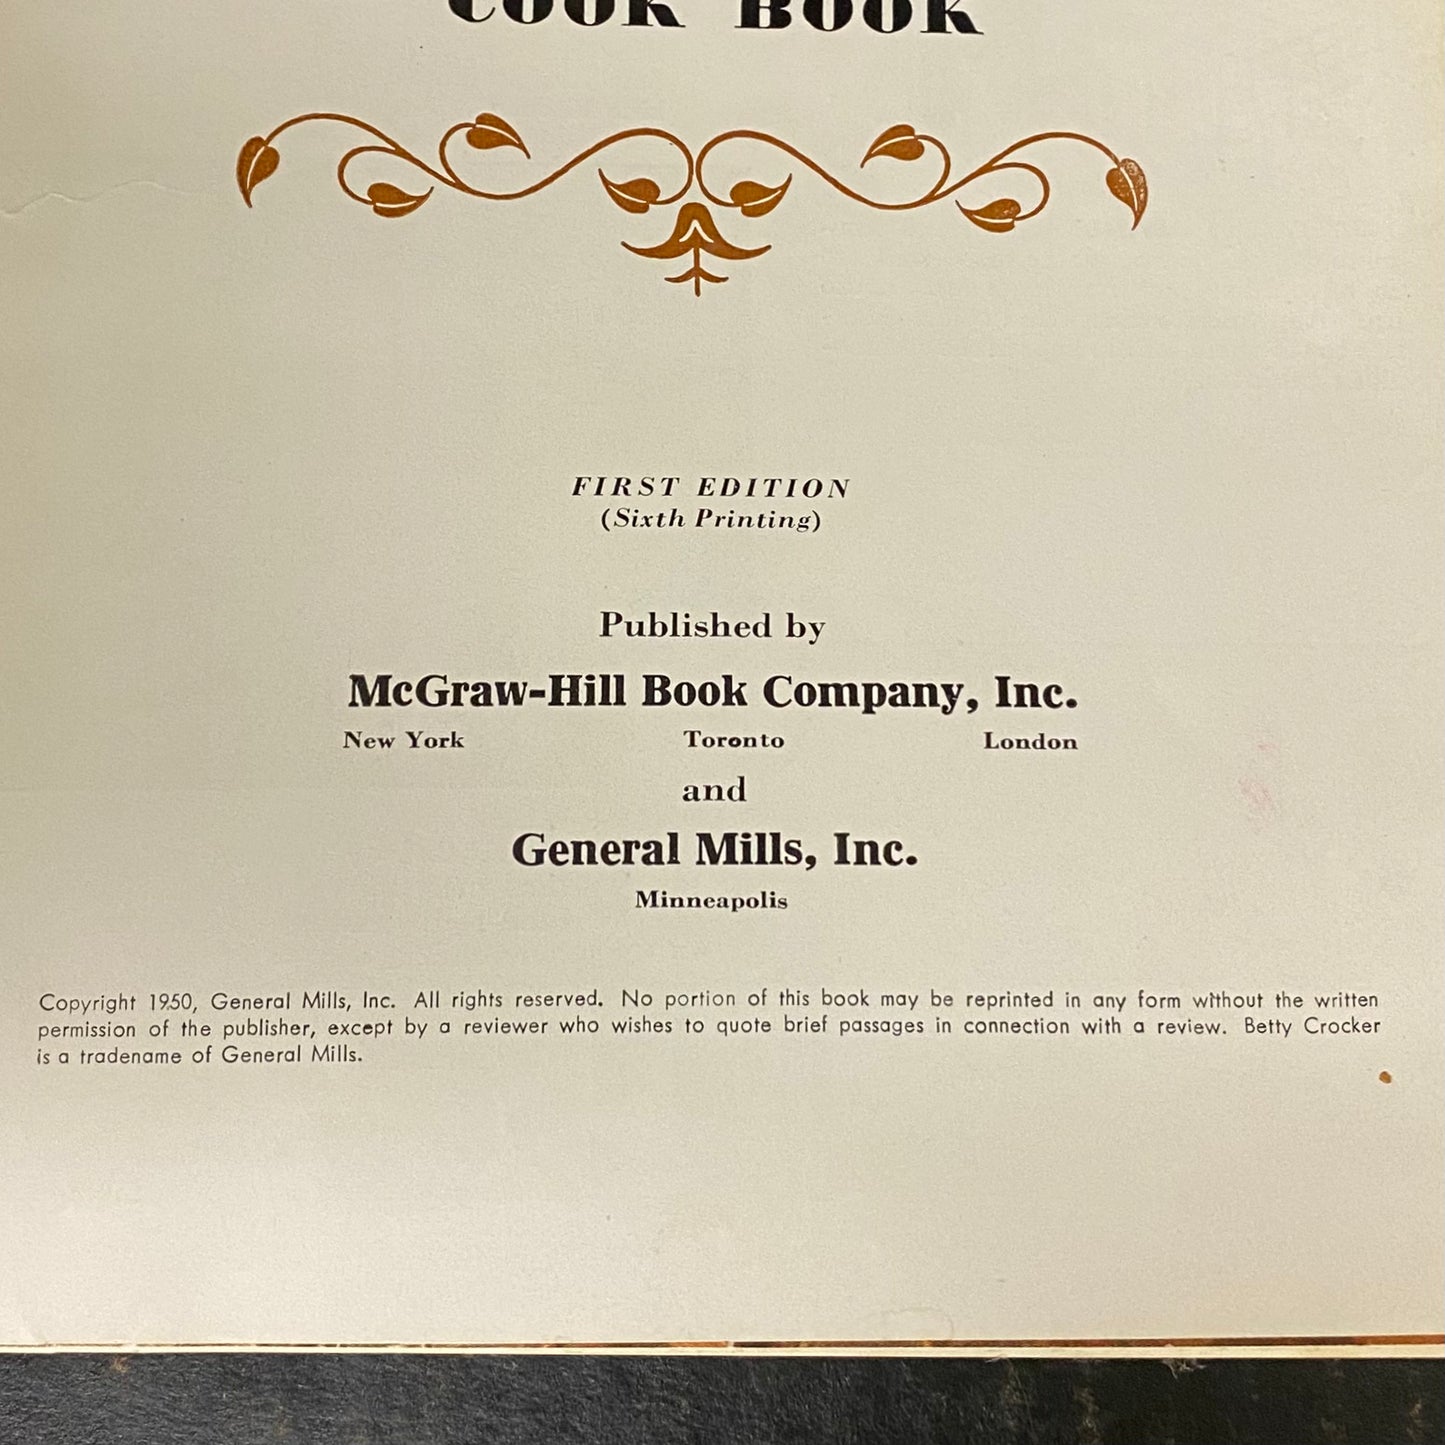 COOK BOOK
FIRST EDITION
(Sixth Printing)
Published by
McGraw-Hill Book Company, Inc.
New York Toronto London
and
General Mills, Inc.
Minneapolis
Copyright 1950, General Mills, Inc. All rights reserved. No portion of this book may be reprinted in any form without the written
permission of the publisher, except by a reviewer who wishes to quote brief passages in connection with a review. Betty Crocker
is a tradename of General Mills.